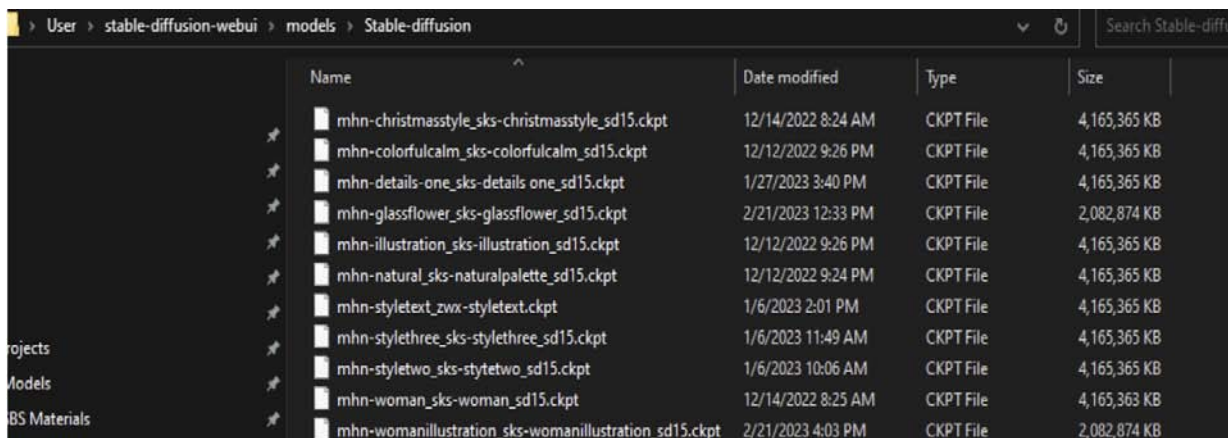 User › stable-diffusion-webui › models › Stable-diffusion Search Stable-diffu
Name Date modified Type Size
mhn-christmasstyle_sks-christmasstyle_sd15.ckpt 12/14/2022 8:24 AM CKPT File 4,165,365 KB
mhn-colorfulcalm_sks-colorfulcalm_sd15.ckpt 12/12/2022 9:26 PM CKPT File 4,165,365 KB
mhn-details-one_sks-details one_sd15.ckpt 1/27/2023 3:40 PM CKPT File 4,165,365 KB
mhn-glassflower_sks-glassflower_sd15.ckpt 2/21/2023 12:33 PM CKPT File 2,082,874 KB
mhn-illustration_sks-illustration_sd15.ckpt 12/12/2022 9:26 PM CKPT File 4,165,365 KB
mhn-natural_sks-naturalpalette_sd15.ckpt 12/12/2022 9:24 PM CKPT File 4,165,365 KB
mhn-styletext_zwx-styletext.ckpt 1/6/2023 2:01 PM CKPT File 4,165,365 KB
rojects mhn-stylethree_sks-stylethree_sd15.ckpt 1/6/2023 11:49 AM CKPT File 4,165,365 KB
Models mhn-styletwo_sks-stytetwo_sd15.ckpt 1/6/2023 10:06 AM CKPT File 4,165,365 KB
SBS Materials mhn-woman_sks-woman_sd15.ckpt 12/14/2022 8:25 AM CKPT File 4,165,363 KB
mhn-womanillustration_sks-womanillustration_sd15.ckpt 2/21/2023 4:03 PM CKPT File 2,082,874 KB